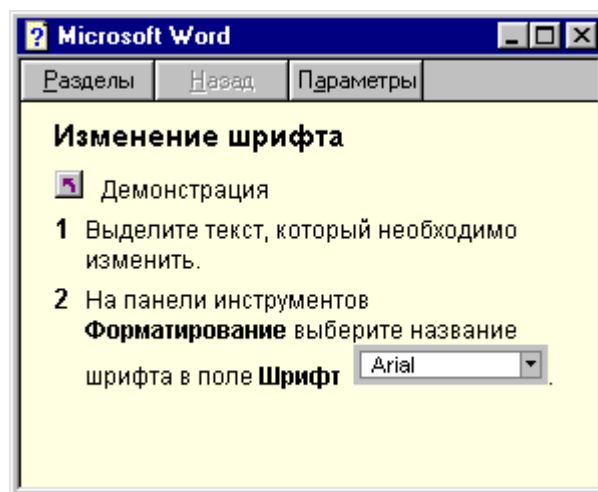 Microsoft Word
Разделы Назад Параметры
Изменение шрифта
Демонстрация
1 Выделите текст, который необходимо
изменить.
2 На панели инструментов
Форматирование выберите название
шрифта в поле Шрифт Arial .